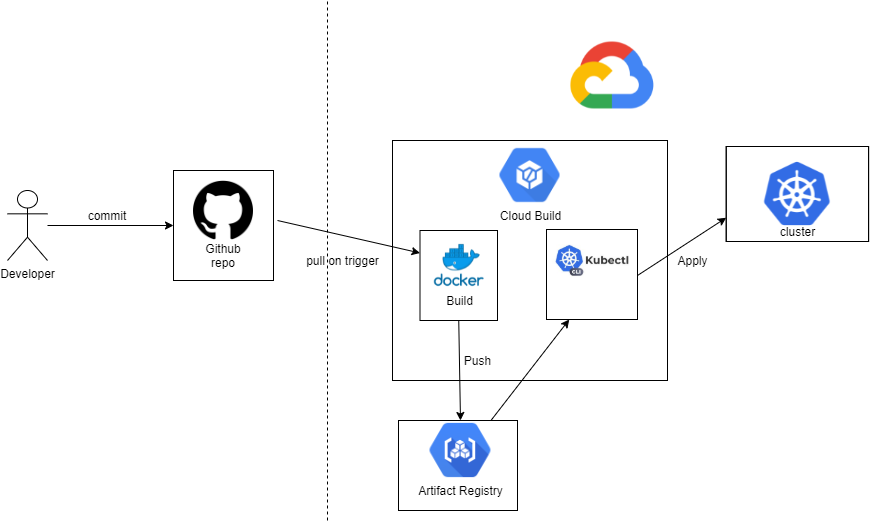 Developer
commit
Github
repo
pull on trigger
Cloud Build
docker
Build
CLI
Kubectl
Push
Apply
cluster
Artifact Registry